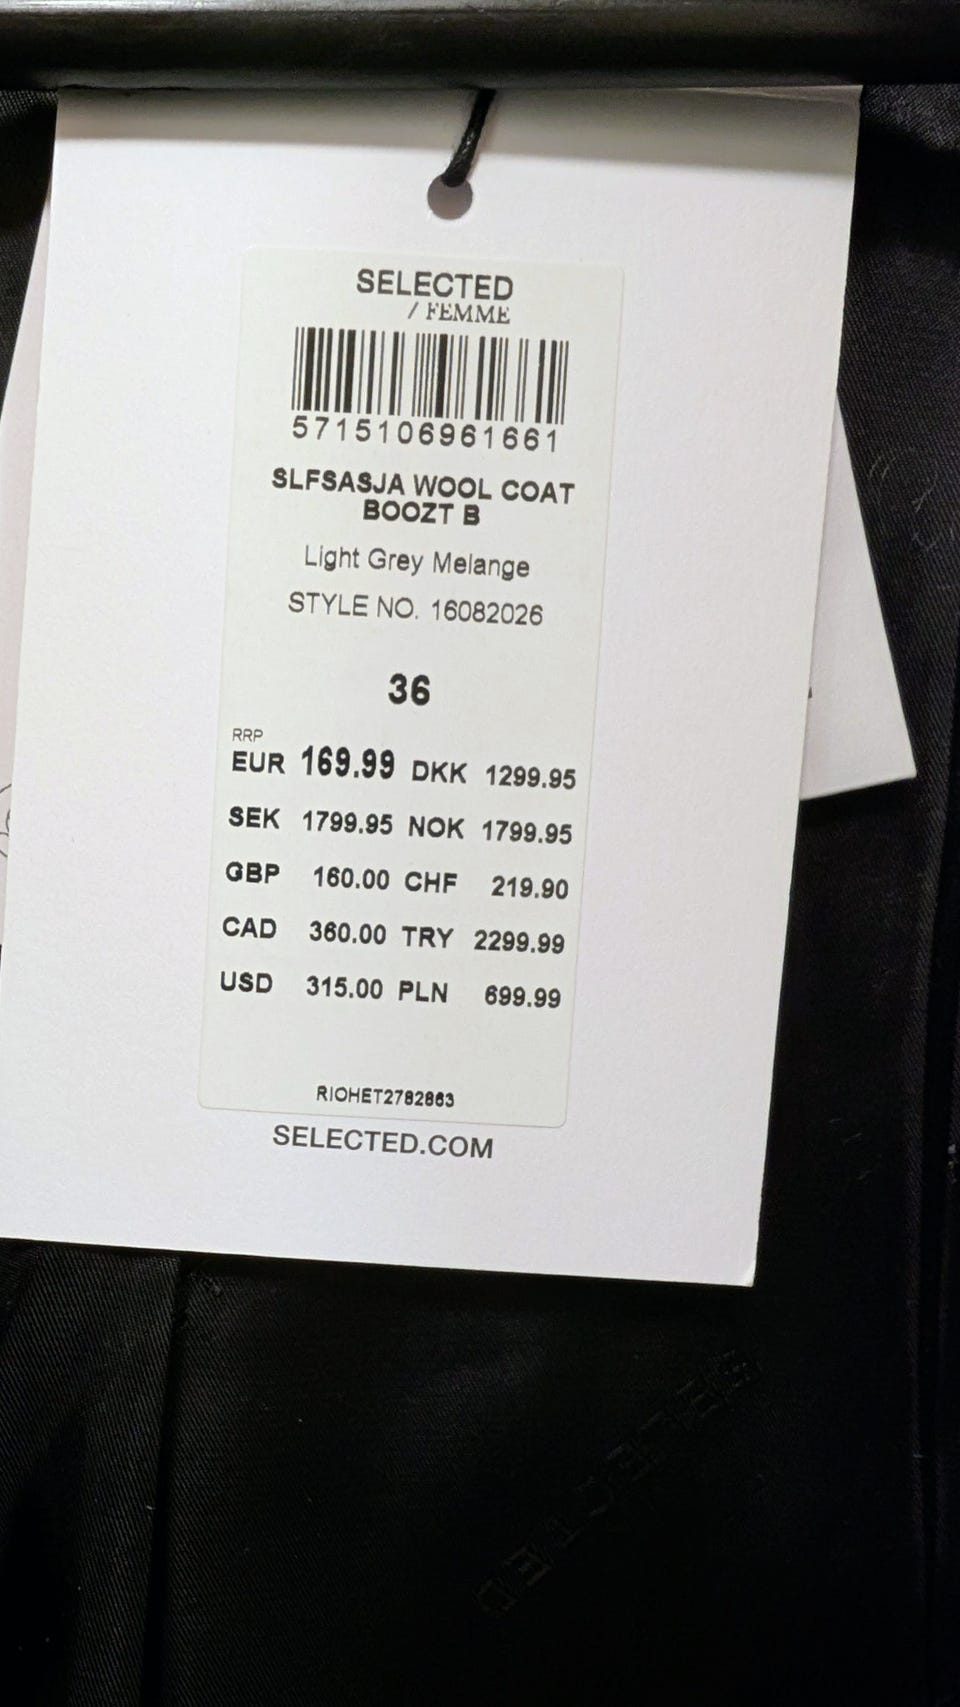 SELECTED
/ FEMME
5715106961661
SLFSASJA WOOL COAT
BOOZT B
Light Grey Melange
STYLE NO. 16082026
36
RRP
EUR 169.99 DKK 1299.95
SEK 1799.95 NOK 1799.95
GBP 160.00 CHF 219.90
CAD 360.00 TRY 2299.99
USD 315.00 PLN 699.99
RIOHET2782863
SELECTED.COM
SELECTED